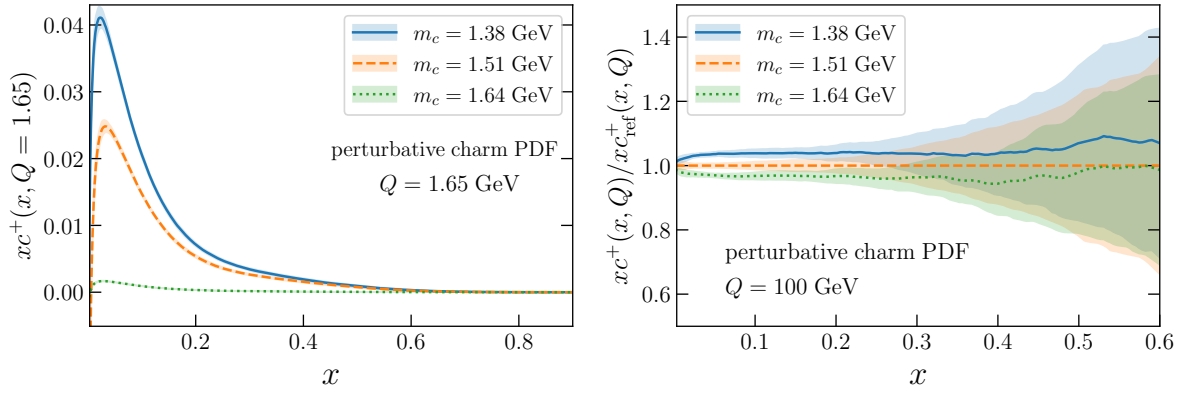 0.04
0.03
0.02
0.01
0.00
xc⁺(x, Q = 1.65)
m_c = 1.38 GeV
m_c = 1.51 GeV
m_c = 1.64 GeV
perturbative charm PDF
Q = 1.65 GeV
0.2
0.4
0.6
0.8
x
1.4
1.2
1.0
0.8
0.6
xc⁺(x, Q)/xc⁺_ref(x, Q)
m_c = 1.38 GeV
m_c = 1.51 GeV
m_c = 1.64 GeV
perturbative charm PDF
Q = 100 GeV
0.1
0.2
0.3
0.4
0.5
0.6
x